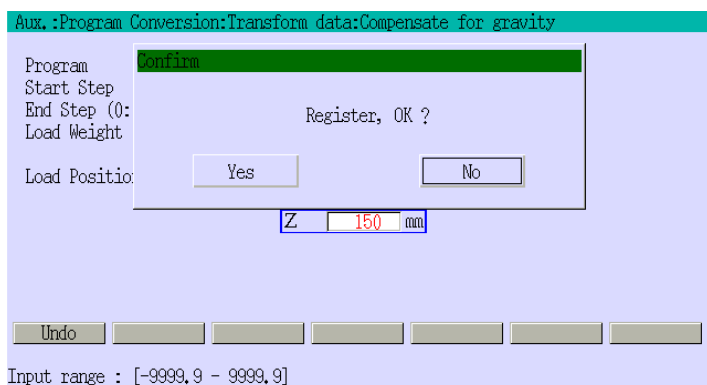 Aux.:Program Conversion:Transform data:Compensate for gravity
Confirm
Program
Start Step
End Step (0:
Load Weight
Register, OK ?
Load Positio
Yes
No
Z 150 mm
Undo
Input range : [-9999.9 - 9999.9]